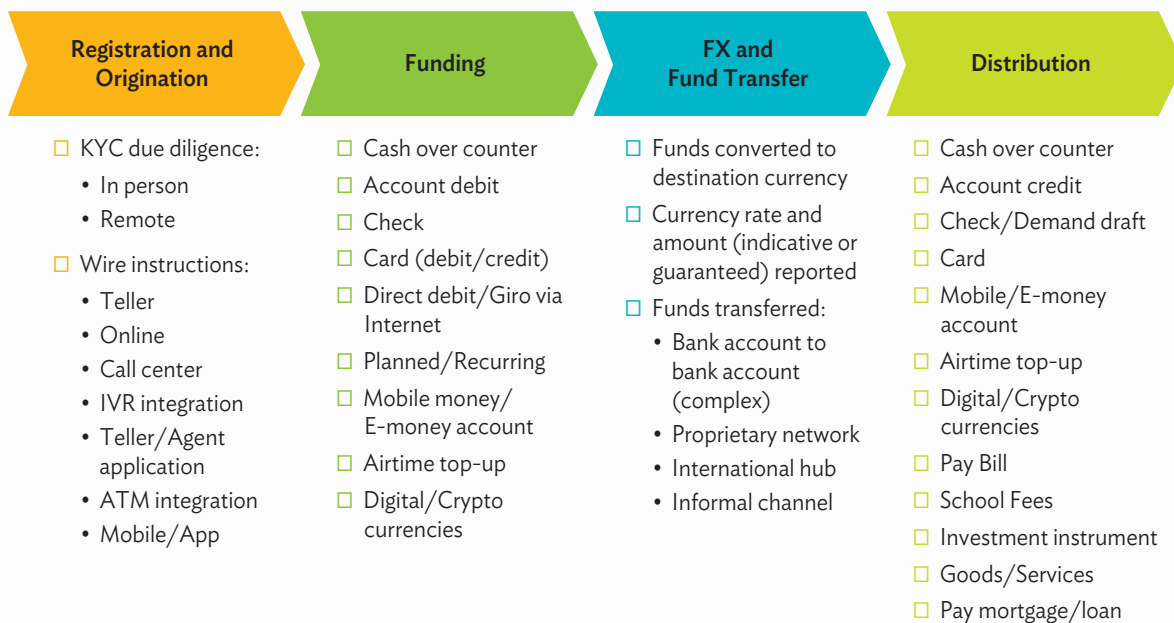 Registration and
Origination
□ KYC due diligence:
• In person
• Remote
□ Wire instructions:
• Teller
• Online
• Call center
• IVR integration
• Teller/Agent
application
• ATM integration
• Mobile/App
Funding
□ Cash over counter
□ Account debit
□ Check
□ Card (debit/credit)
□ Direct debit/Giro via
Internet
□ Planned/Recurring
□ Mobile money/
E-money account
□ Airtime top-up
□ Digital/Crypto
currencies
FX and
Fund Transfer
□ Funds converted to
destination currency
□ Currency rate and
amount (indicative or
guaranteed) reported
□ Funds transferred:
• Bank account to
bank account
(complex)
• Proprietary network
• International hub
• Informal channel
Distribution
□ Cash over counter
□ Account credit
□ Check/Demand draft
□ Card
□ Mobile/E-money
account
□ Airtime top-up
□ Digital/Crypto
currencies
□ Pay Bill
□ School Fees
□ Investment instrument
□ Goods/Services
□ Pay mortgage/loan